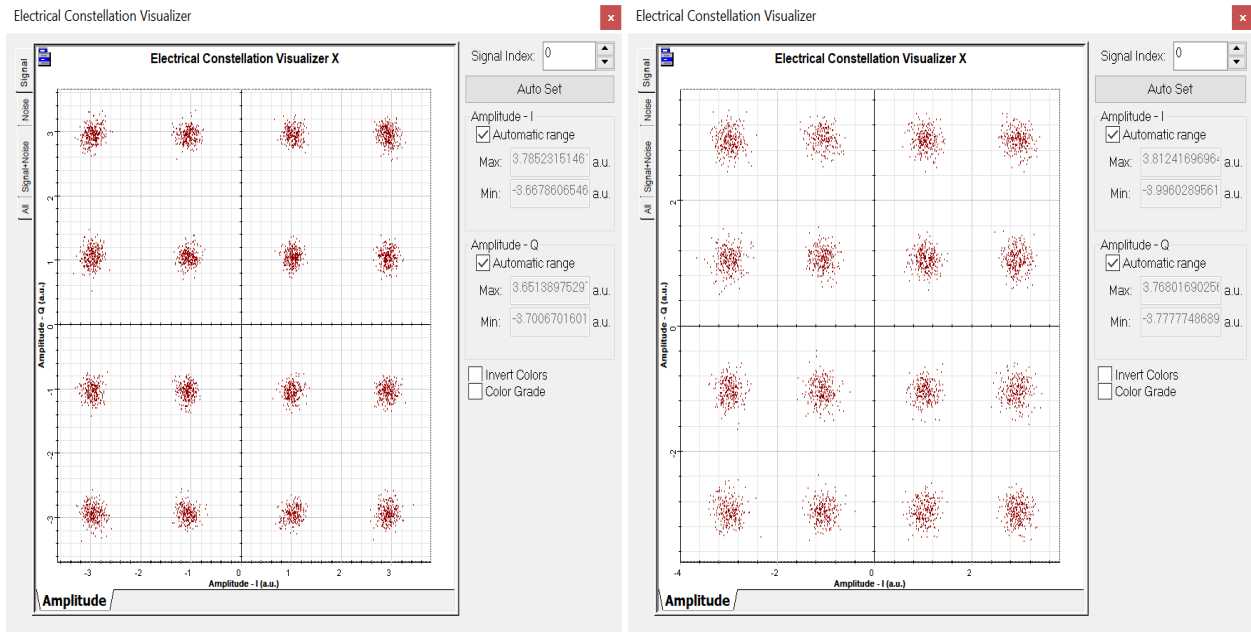 Electrical Constellation Visualizer
x
Electrical Constellation Visualizer X
Signal
Noise
Signal+Noise
All
Amplitude - Q (a.u.)
3
2
1
0
-1
-2
-3
-3
-2
-1
0
1
2
3
Amplitude - I (a.u.)
Amplitude
Signal Index: 0
Auto Set
Amplitude - I
Automatic range
Max: 3.7852315146 a.u.
Min: -3.6678606546 a.u.
Amplitude - Q
Automatic range
Max: 3.6513897529 a.u.
Min: -3.7006701601 a.u.
Invert Colors
Color Grade
Electrical Constellation Visualizer
x
Electrical Constellation Visualizer X
Signal
Noise
Signal+Noise
All
Amplitude - Q (a.u.)
2
0
-2
-4
-2
0
2
Amplitude - I (a.u.)
Amplitude
Signal Index: 0
Auto Set
Amplitude - I
Automatic range
Max: 3.8124169696 a.u.
Min: -3.9960289561 a.u.
Amplitude - Q
Automatic range
Max: 3.7680169025 a.u.
Min: -3.7777748689 a.u.
Invert Colors
Color Grade